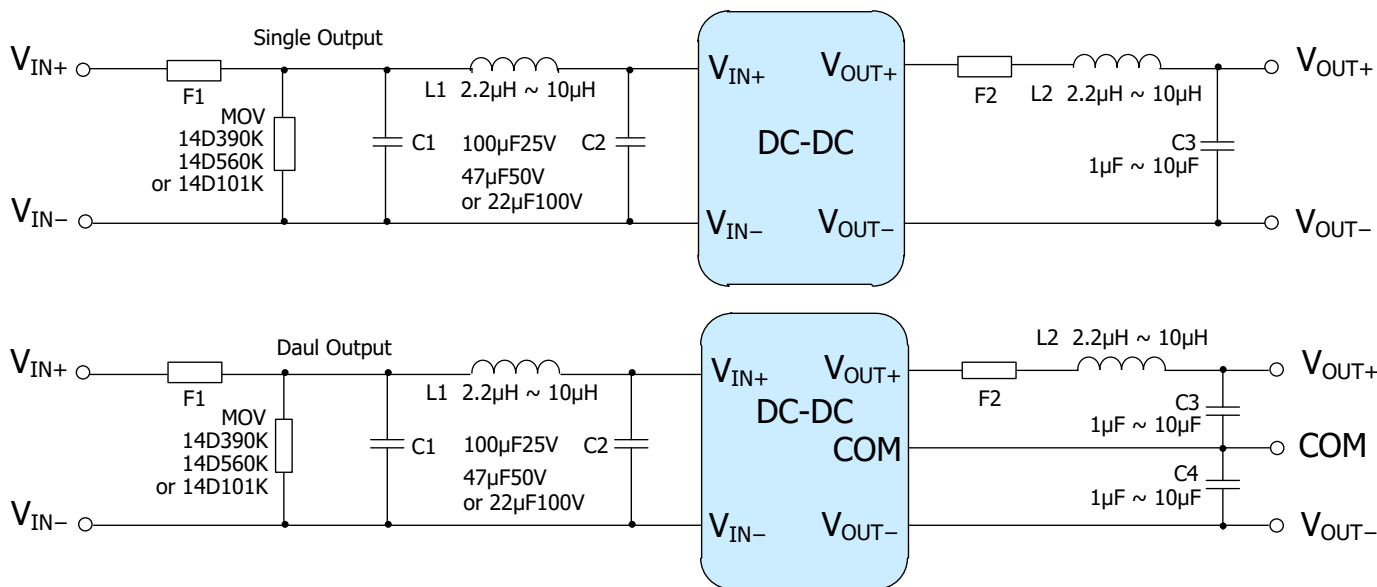 Single Output
VIN+
F1
MOV
14D390K
14D560K
or 14D101K
C1
L1 2.2µH ~ 10µH
100µF25V
47µF50V
or 22µF100V
C2
VIN−
VIN+
VOUT+
DC-DC
VIN−
VOUT−
F2
L2 2.2µH ~ 10µH
C3
1µF ~ 10µF
VOUT+
VOUT−
Daul Output
VIN+
F1
MOV
14D390K
14D560K
or 14D101K
C1
L1 2.2µH ~ 10µH
100µF25V
47µF50V
or 22µF100V
C2
VIN−
VIN+
VOUT+
DC-DC
COM
VIN−
VOUT−
L2 2.2µH ~ 10µH
F2
C3
1µF ~ 10µF
C4
1µF ~ 10µF
VOUT+
COM
VOUT−